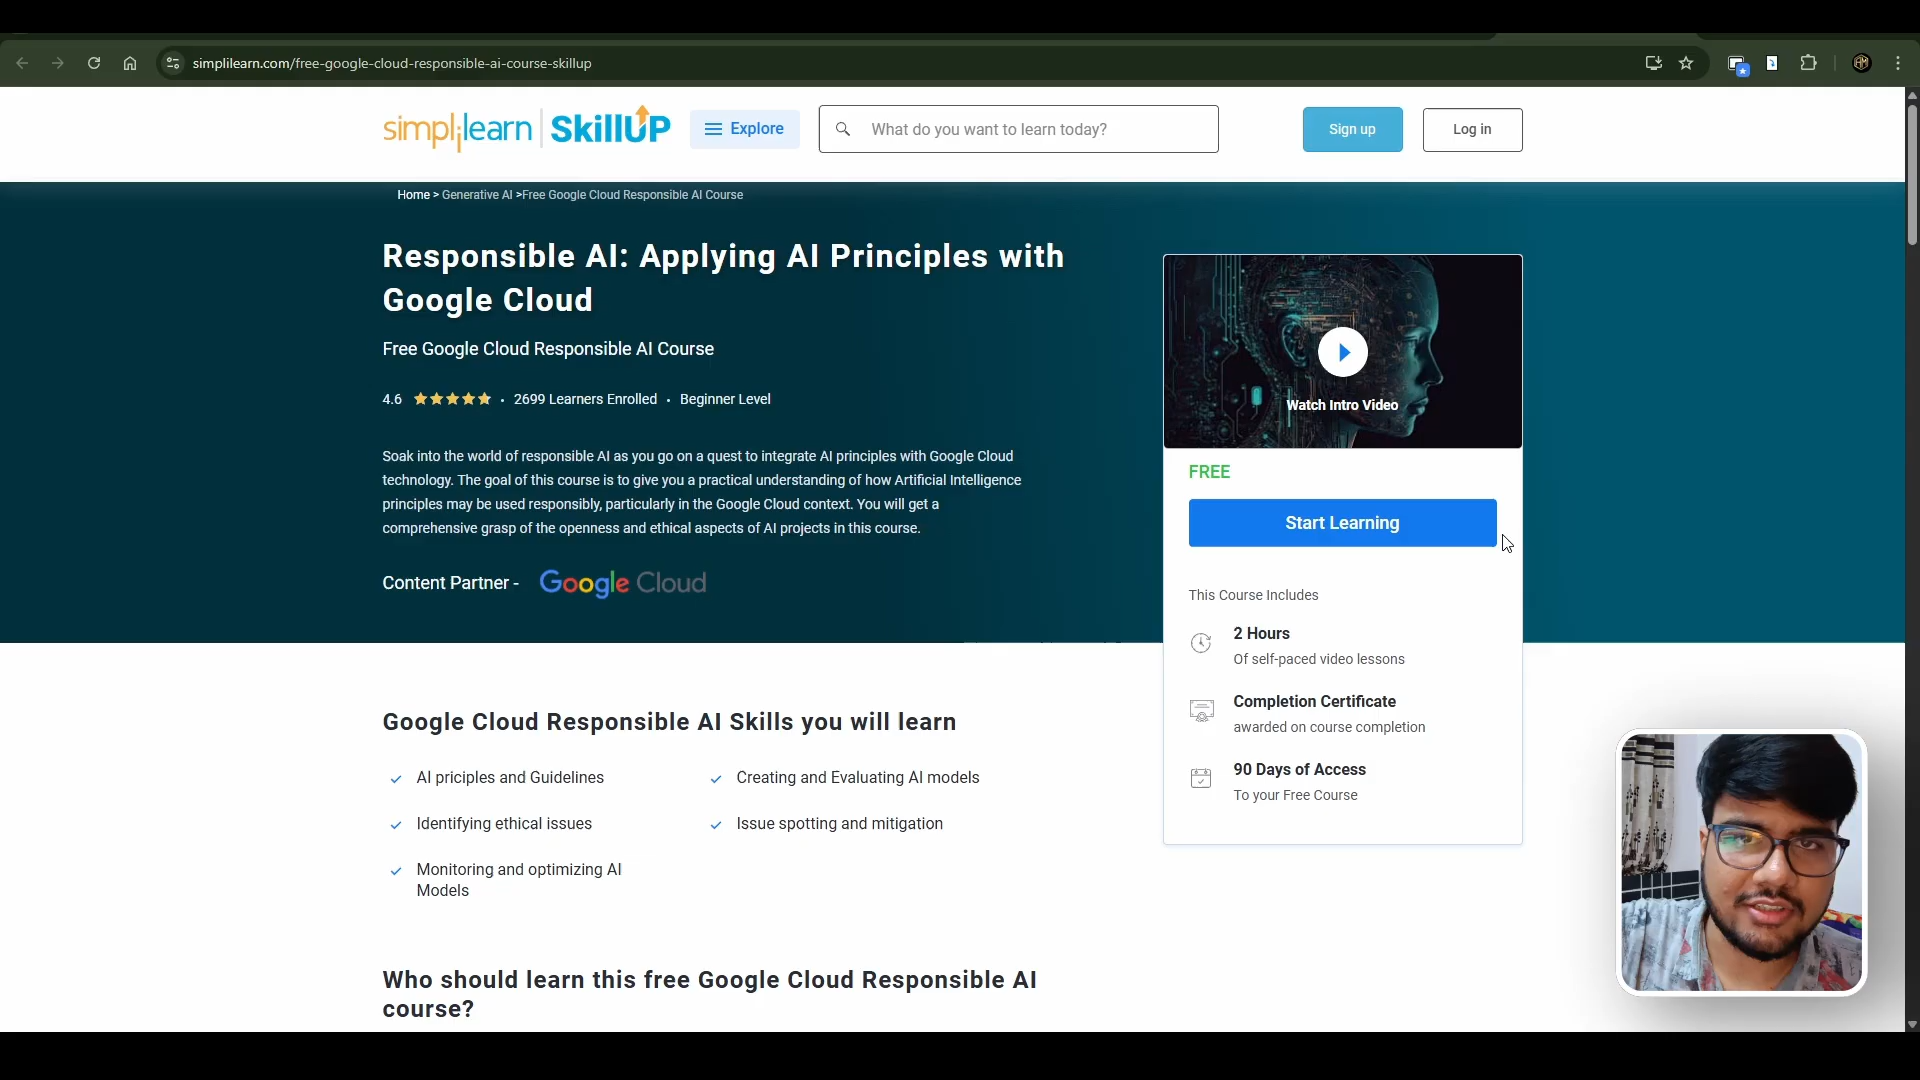 simplilearn.com/free-google-cloud-responsible-ai-course-skillup
simplilearn | SkillUP
Explore
What do you want to learn today?
Sign up
Log in
Home > Generative AI >Free Google Cloud Responsible AI Course
Responsible AI: Applying AI Principles with
Google Cloud
Free Google Cloud Responsible AI Course
4.6 • 2699 Learners Enrolled • Beginner Level
Soak into the world of responsible AI as you go on a quest to integrate AI principles with Google Cloud
technology. The goal of this course is to give you a practical understanding of how Artificial Intelligence
principles may be used responsibly, particularly in the Google Cloud context. You will get a
comprehensive grasp of the openness and ethical aspects of AI projects in this course.
Content Partner - Google Cloud
Watch Intro Video
FREE
Start Learning
This Course Includes
2 Hours
Of self-paced video lessons
Completion Certificate
awarded on course completion
90 Days of Access
To your Free Course
Google Cloud Responsible AI Skills you will learn
AI priciples and Guidelines
Creating and Evaluating AI models
Identifying ethical issues
Issue spotting and mitigation
Monitoring and optimizing AI
Models
Who should learn this free Google Cloud Responsible AI
course?